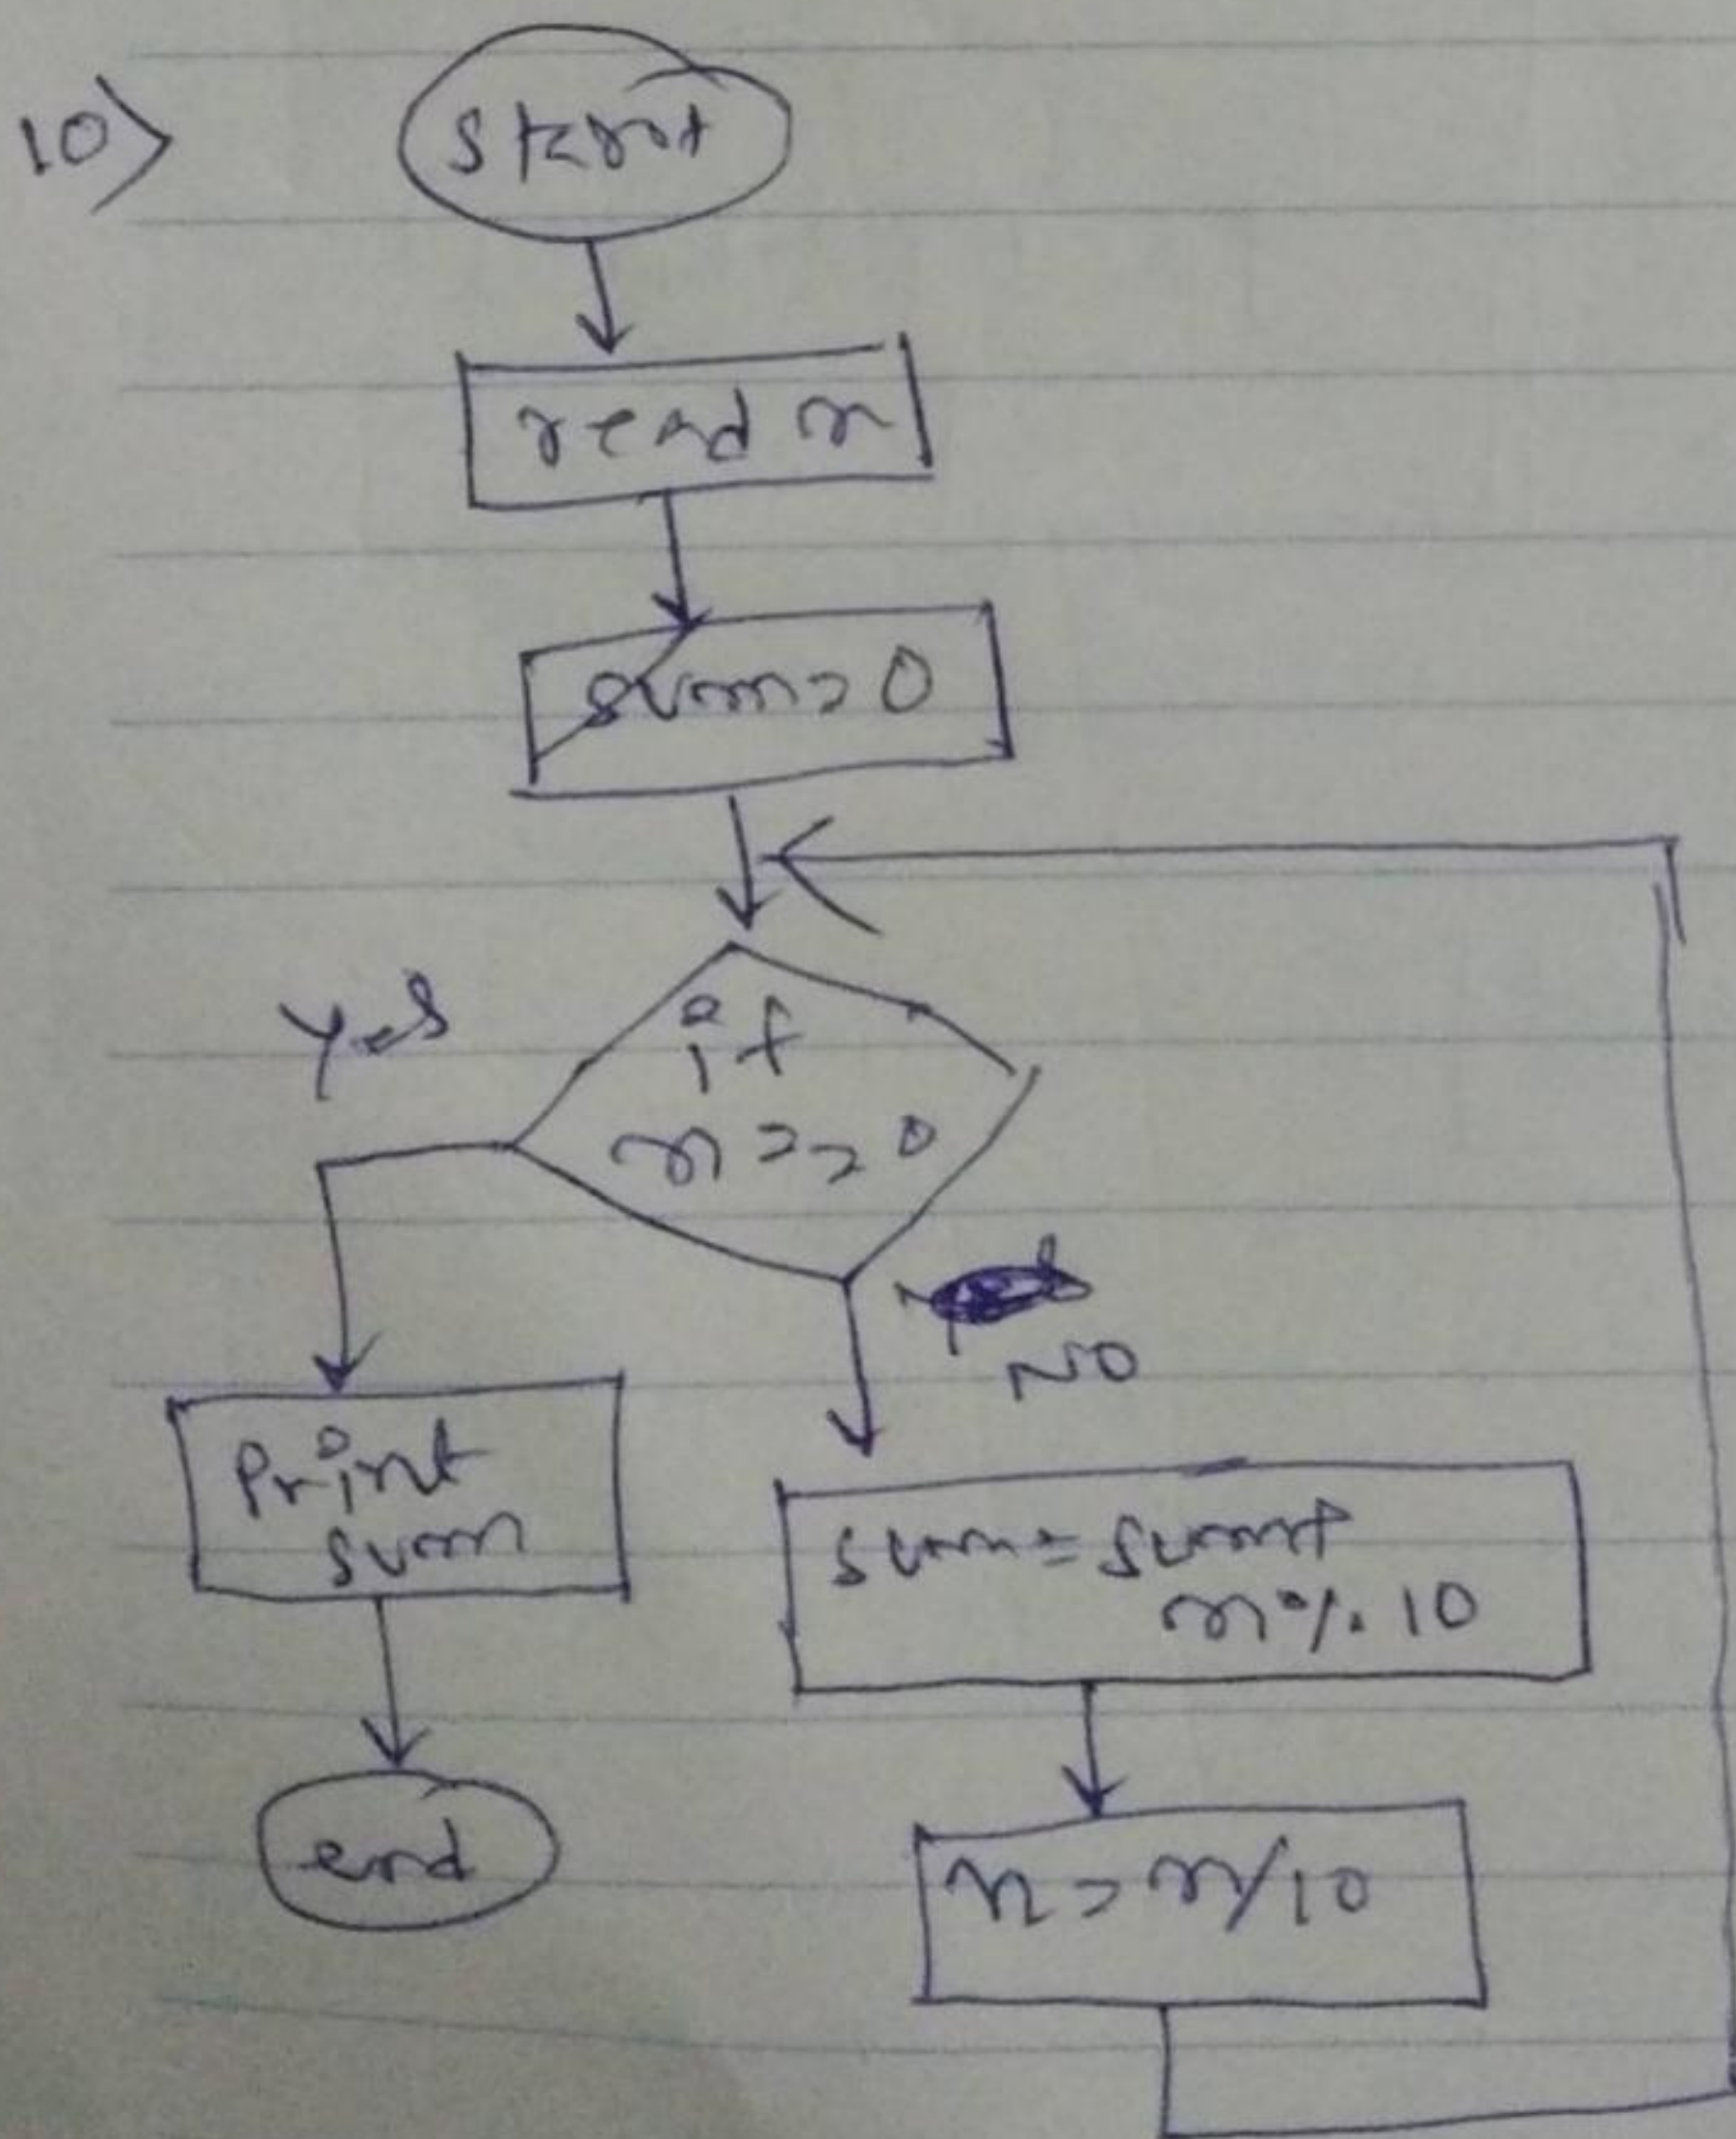 10)
start
read n
sum=0
if
n==0
Yes
NO
Print
sum
sum=sum+
n%10
end
n=n/10